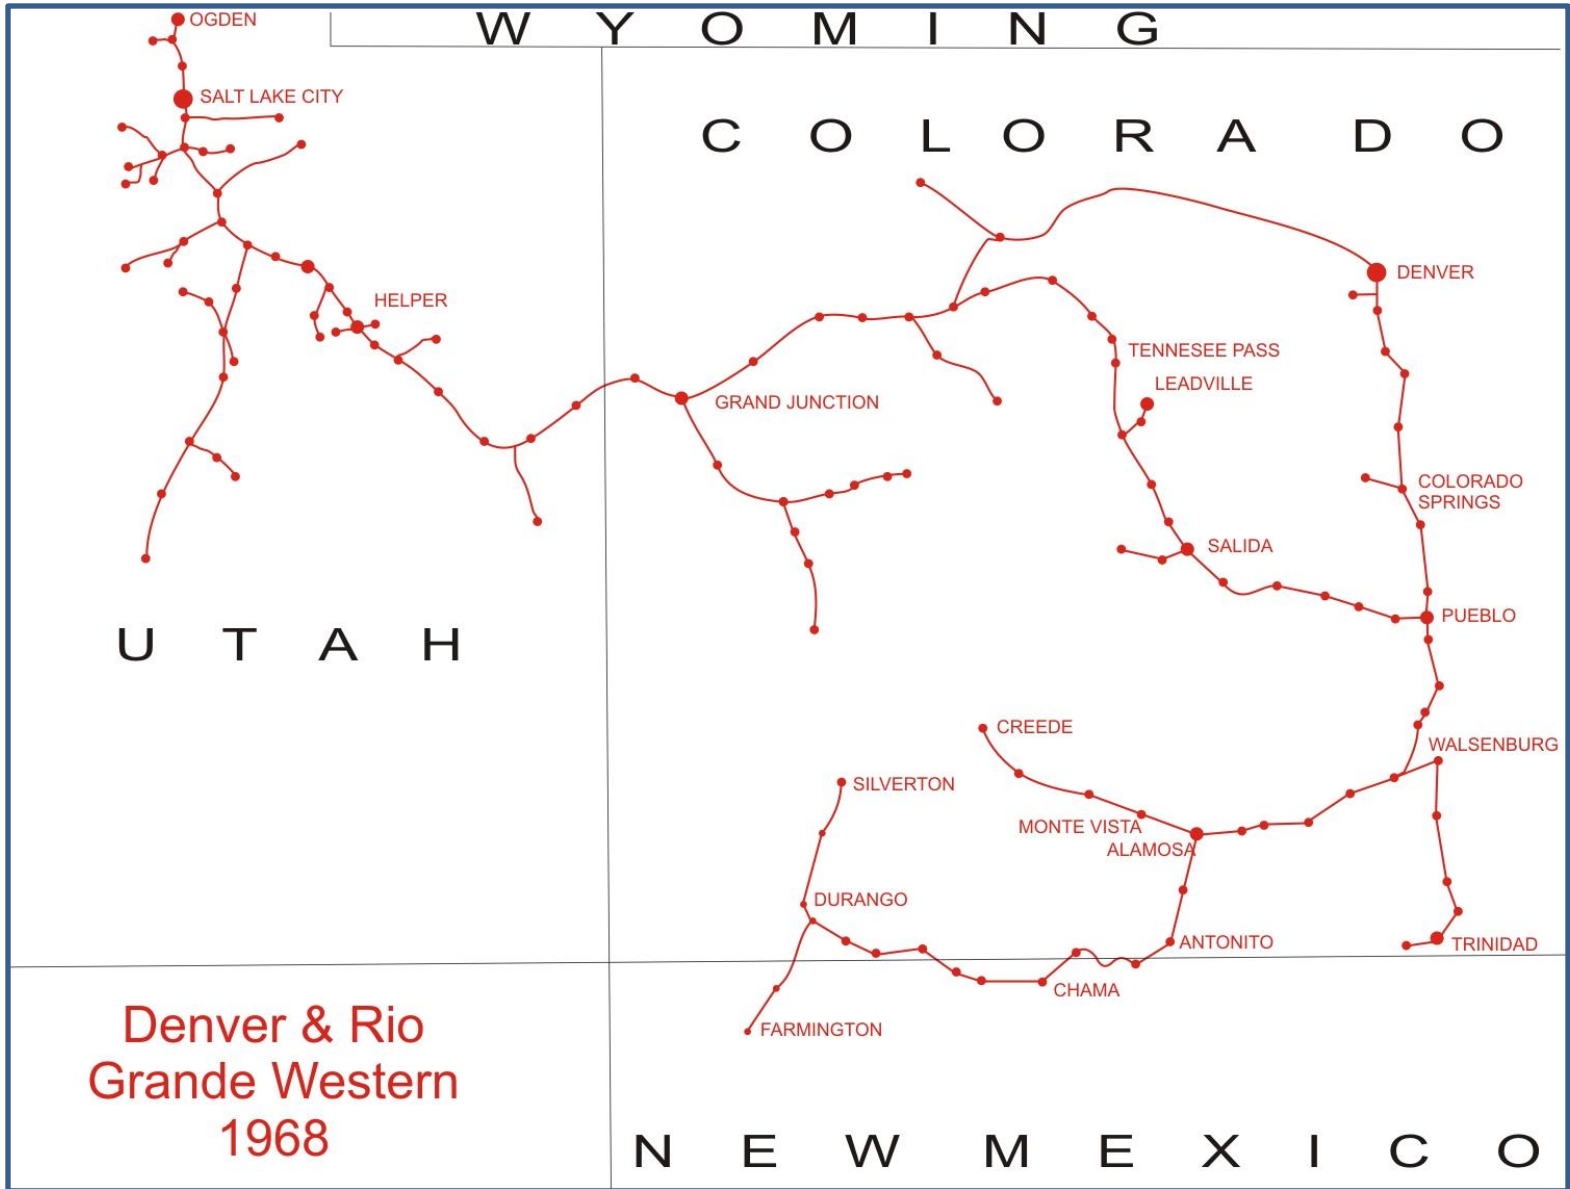 OGDEN
W Y O M I N G
SALT LAKE CITY
C O L O R A D O
DENVER
HELPER
TENNESEE PASS
LEADVILLE
GRAND JUNCTION
COLORADO
SPRINGS
SALIDA
PUEBLO
U T A H
CREEDE
WALSENBURG
SILVERTON
MONTE VISTA
ALAMOSA
DURANGO
ANTONITO
TRINIDAD
CHAMA
FARMINGTON
Denver & Rio
Grande Western
1968
N E W M E X I C O